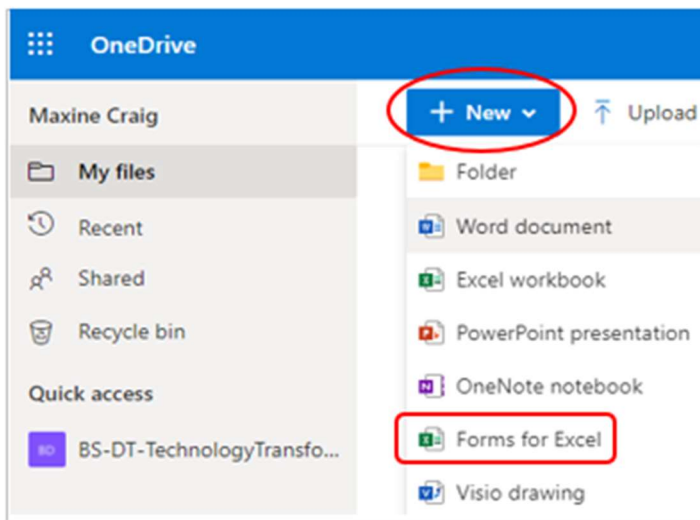 OneDrive
Maxine Craig
My files
Recent
Shared
Recycle bin
Quick access
BD BS-DT-TechnologyTransfo...
+ New
Upload
Folder
Word document
Excel workbook
PowerPoint presentation
OneNote notebook
Forms for Excel
Visio drawing